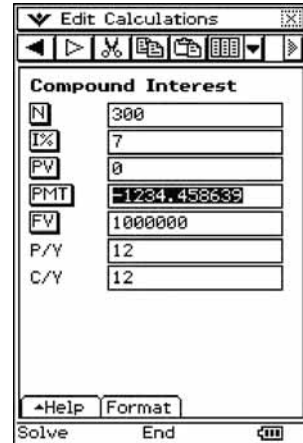 Edit Calculations
Compound Interest
N 300
I% 7
PV 0
PMT -1234.458639
FV 1000000
P/Y 12
C/Y 12
Help Format
Solve End